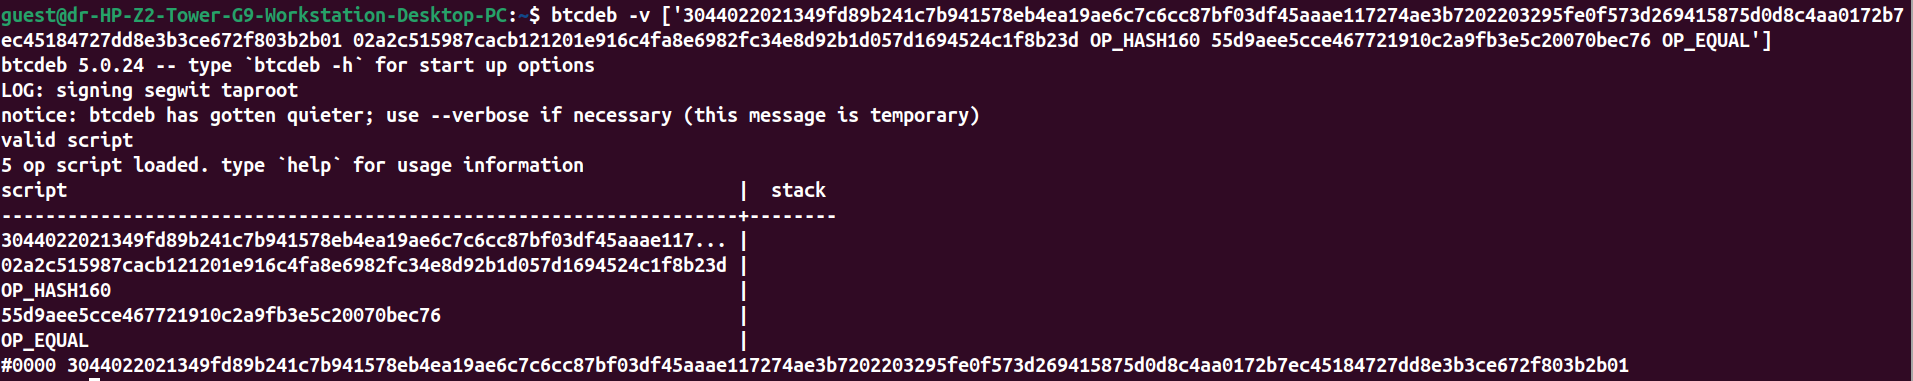 guest@dr-HP-Z2-Tower-G9-Workstation-Desktop-PC:~$ btcdeb -v ['3044022021349fd89b241c7b941578eb4ea19ae6c7c6cc87bf03df45aaae117274ae3b7202203295fe0f573d269415875d0d8c4aa0172b7
ec45184727dd8e3b3ce672f803b2b01 02a2c515987cacb121201e916c4fa8e6982fc34e8d92b1d057d1694524c1f8b23d OP_HASH160 55d9aee5cce467721910c2a9fb3e5c20070bec76 OP_EQUAL']
btcdeb 5.0.24 -- type `btcdeb -h` for start up options
LOG: signing segwit taproot
notice: btcdeb has gotten quieter; use --verbose if necessary (this message is temporary)
valid script
5 op script loaded. type `help` for usage information
script | stack
-------------------------------------------------------------------+--------
3044022021349fd89b241c7b941578eb4ea19ae6c7c6cc87bf03df45aaae117... |
02a2c515987cacb121201e916c4fa8e6982fc34e8d92b1d057d1694524c1f8b23d |
OP_HASH160 |
55d9aee5cce467721910c2a9fb3e5c20070bec76 |
OP_EQUAL |
#0000 3044022021349fd89b241c7b941578eb4ea19ae6c7c6cc87bf03df45aaae117274ae3b7202203295fe0f573d269415875d0d8c4aa0172b7ec45184727dd8e3b3ce672f803b2b01